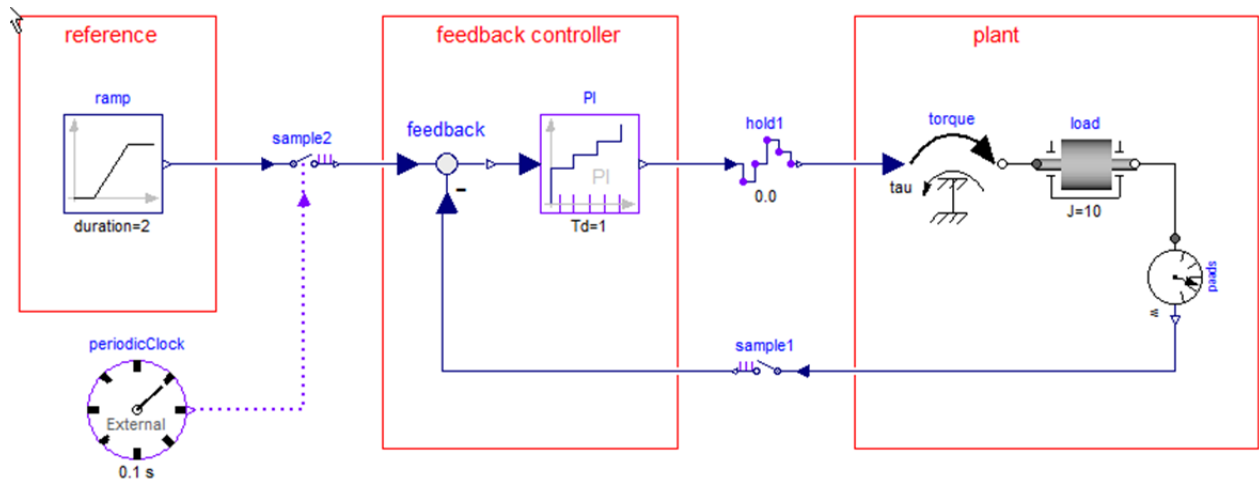 reference
feedback controller
plant
ramp
PI
sample2
feedback
hold1
torque
load
PI
tau
-
duration=2
Td=1
0.0
J=10
speed
w
periodicClock
sample1
External
0.1 s